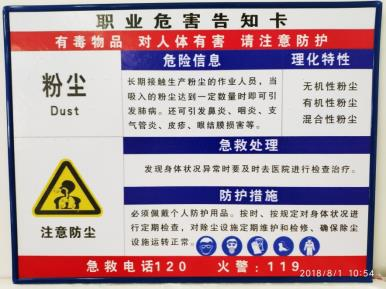 职业危害告知卡
有毒物品 对人体有害 请注意防护
粉尘
Dust
危险信息
长期接触生产粉尘的作业人员，当
吸入的粉尘达到一定数量时即可引
发肺病。还可引发鼻炎、咽炎、支
气管炎、皮疹、眼结膜损害等。
理化特性
无机性粉尘
有机性粉尘
混合性粉尘
急救处理
发现身体状况异常时要及时去医院进行检查治疗。
注意防尘
防护措施
必须佩戴个人防护用品。按时、按规定对身体状况进
行定期检查，对除尘设施定期维护和检修、确保除尘
设施运转正常。
急救电话120 火警：119
2018/8/1 10:54